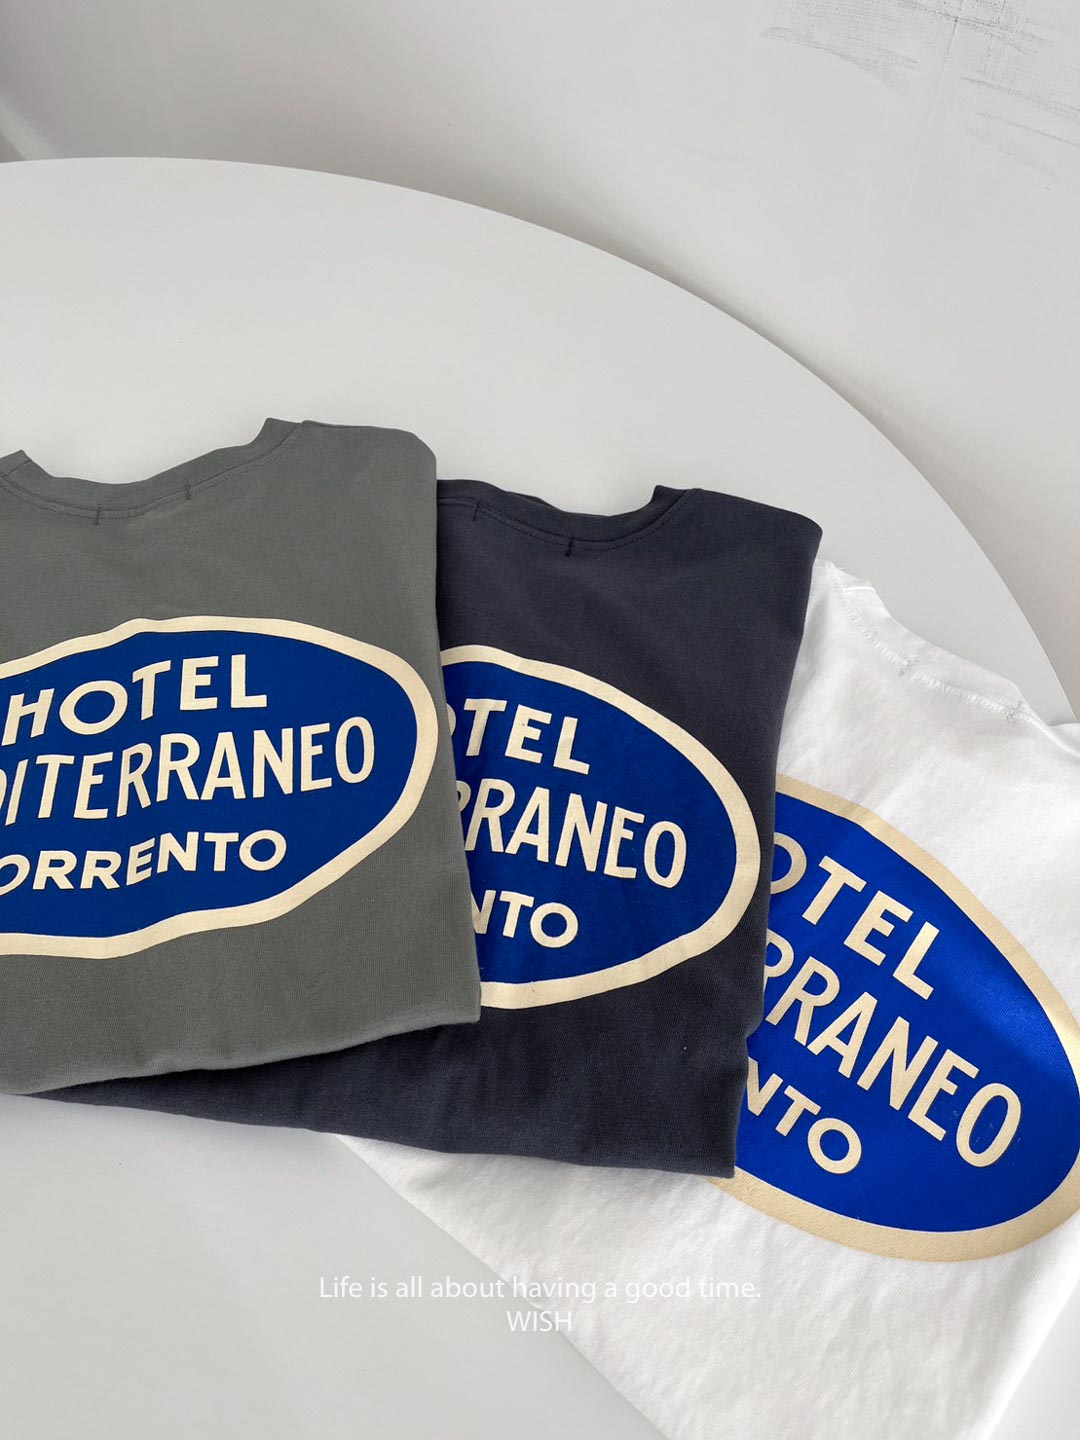 HOTEL
DITERRANEO
ORRENTO
OTEL
RRANEO
NTO
OTEL
RRANEO
NTO
Life is all about having a good time.
WISH